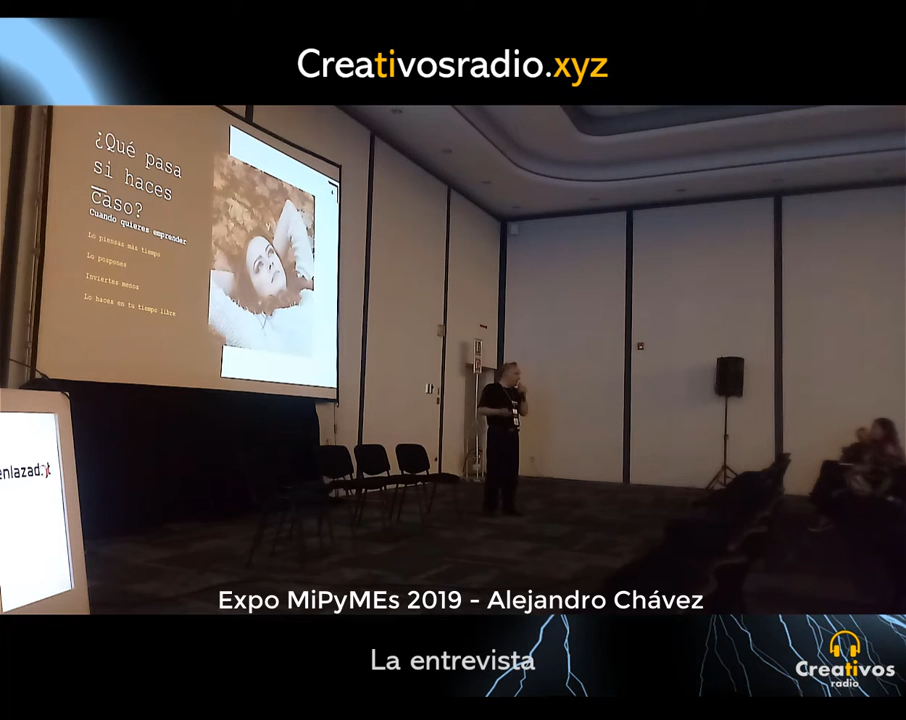 Creativosradio.xyz
¿Qué pasa
si haces
caso?
Cuando quieres emprender
Lo piensas más tiempo
Lo pospones
Inviertes menos
Lo haces en tu tiempo libre
enlazad
Expo MiPyMEs 2019 - Alejandro Chávez
La entrevista
Creativos
radio